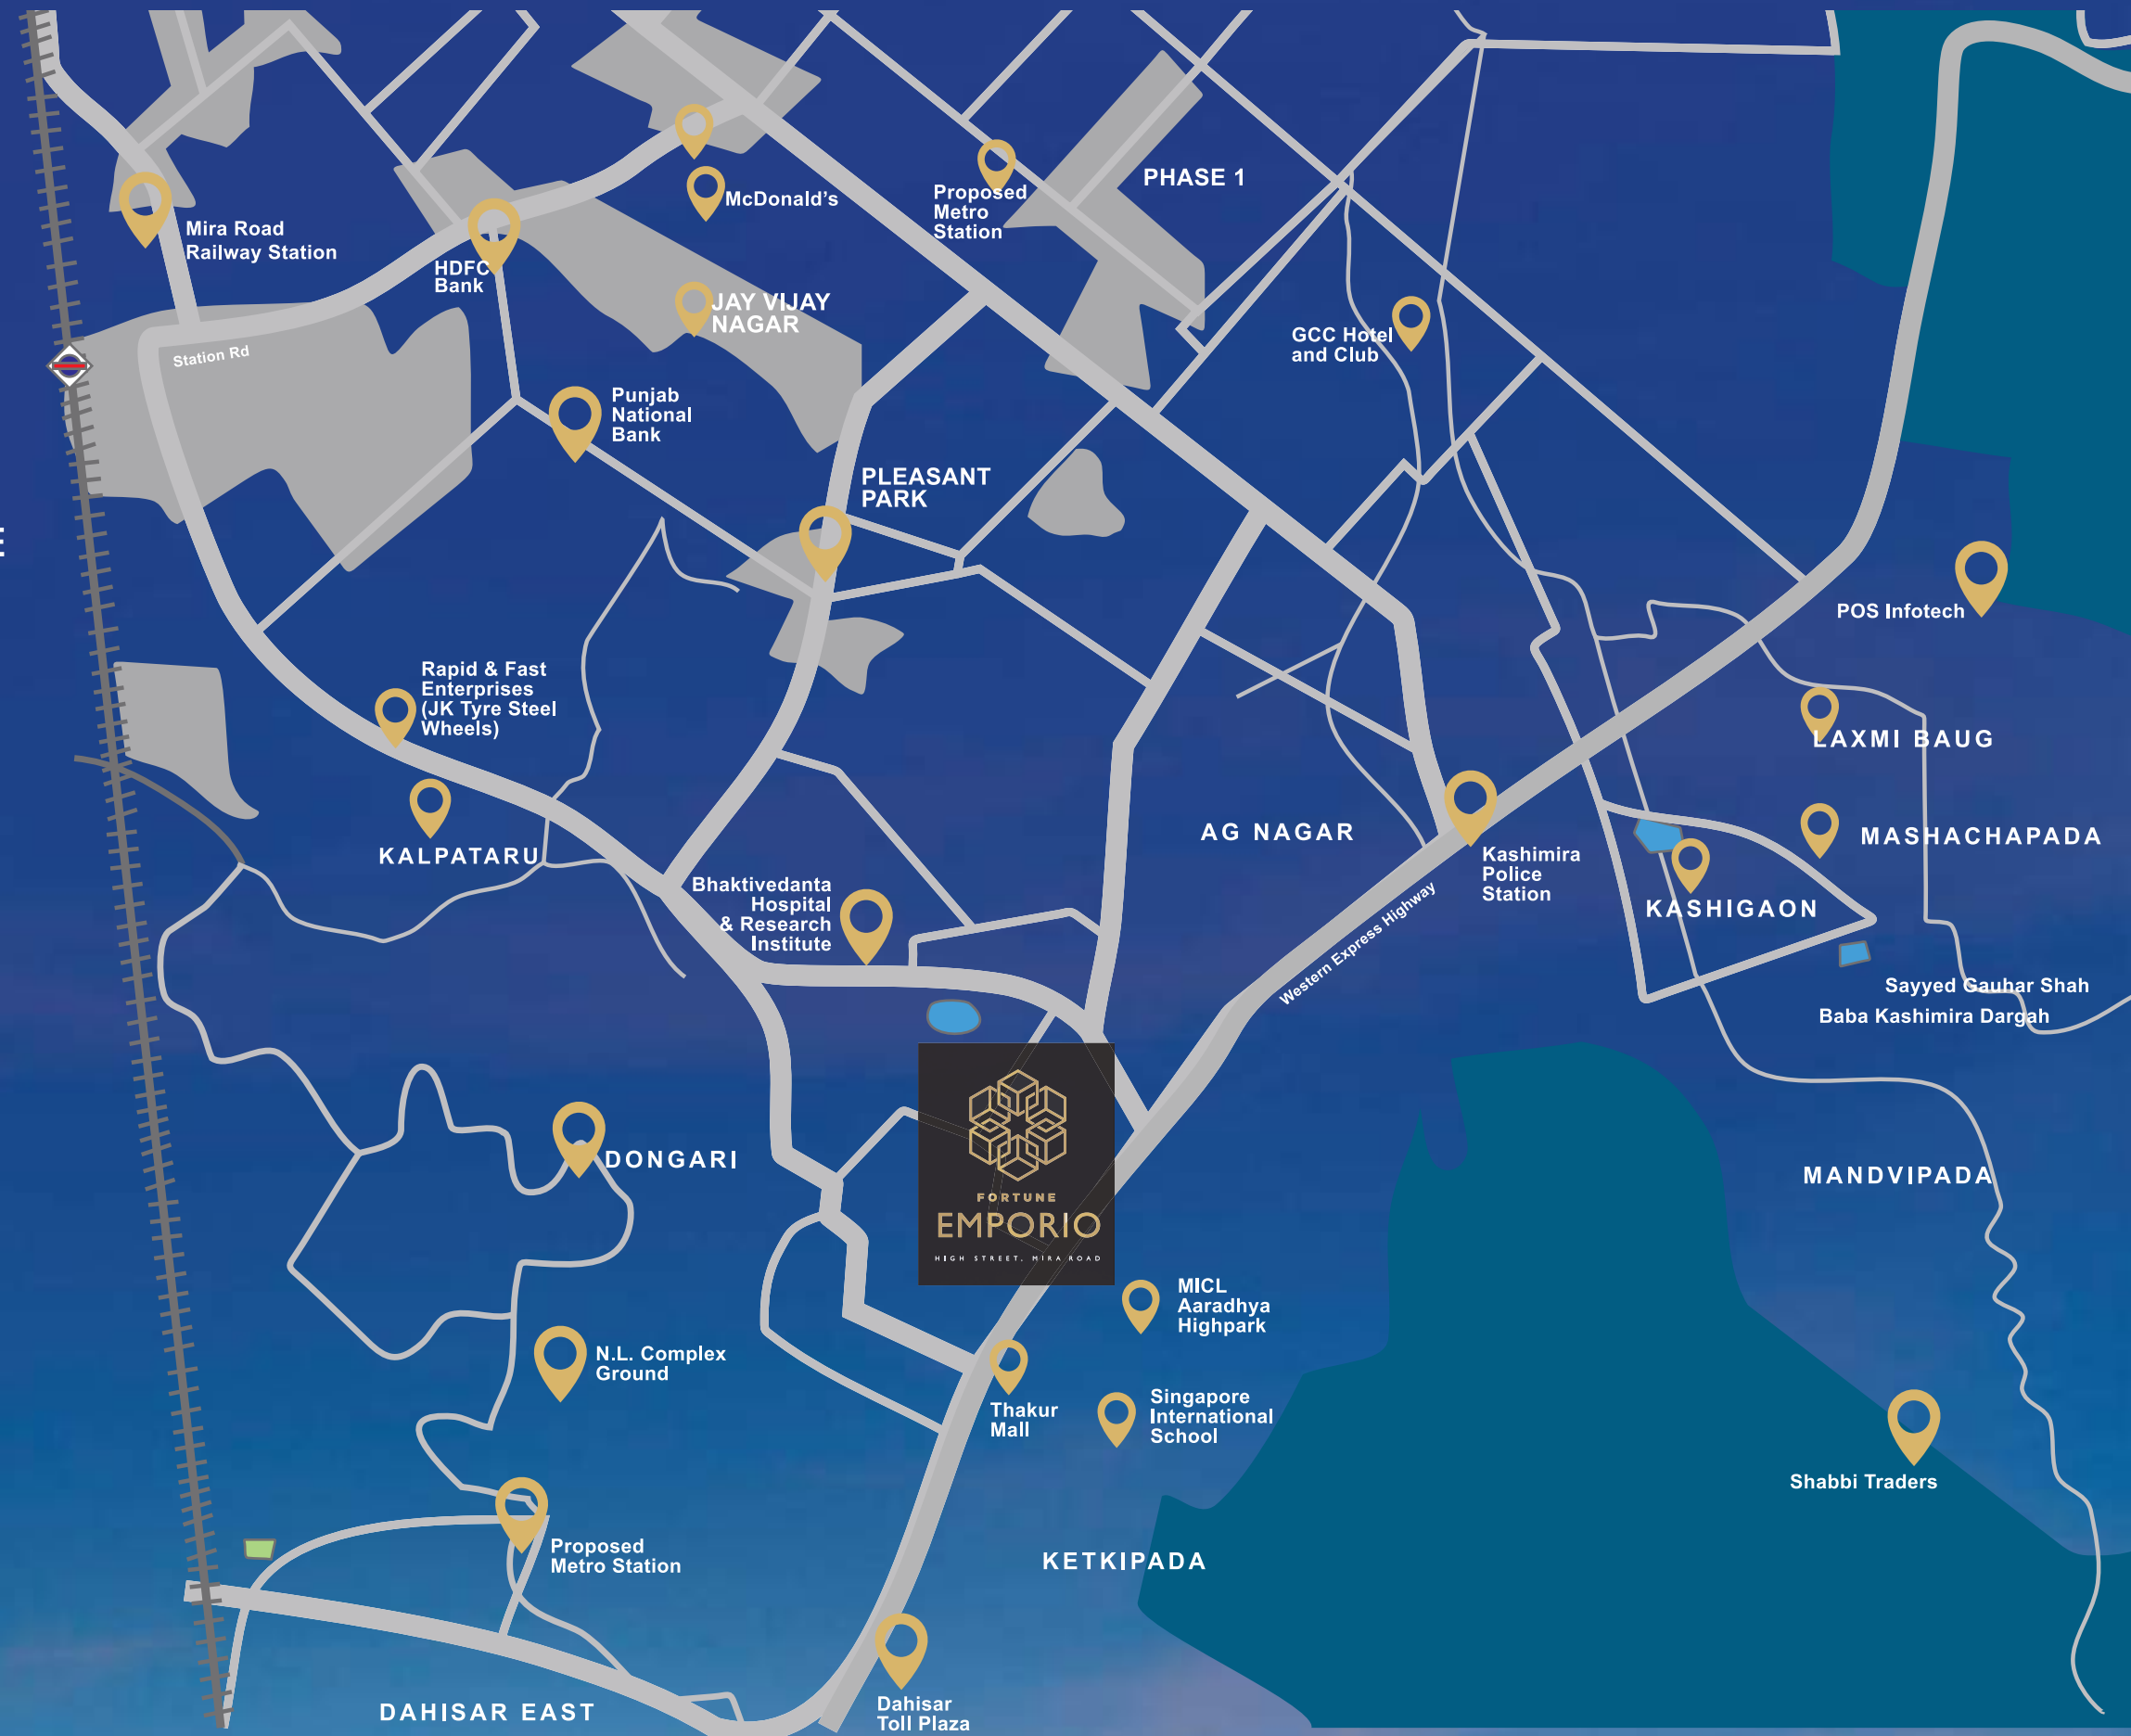 PHASE 1
McDonald's
Proposed
Metro
Station
Mira Road
Railway Station
HDFC
Bank
JAY VIJAY
NAGAR
GCC Hotel
and Club
Station Rd
Punjab
National
Bank
PLEASANT
PARK
E
POS Infotech
Rapid & Fast
Enterprises
(JK Tyre Steel
Wheels)
LAXMI BAUG
AG NAGAR
MASHACHAPADA
KALPATARU
Kashimira
Police
Station
Bhaktivedanta
Hospital
& Research
Institute
KASHIGAON
Western Express Highway
Sayyed Gauhar Shah
Baba Kashimira Dargah
DONGARI
MANDVIPADA
FORTUNE
EMPORIO
HIGH STREET, MIRA ROAD
MICL
Aaradhya
Highpark
N.L. Complex
Ground
Thakur
Mall
Singapore
International
School
Shabbi Traders
Proposed
Metro Station
KETKIPADA
DAHISAR EAST
Dahisar
Toll Plaza